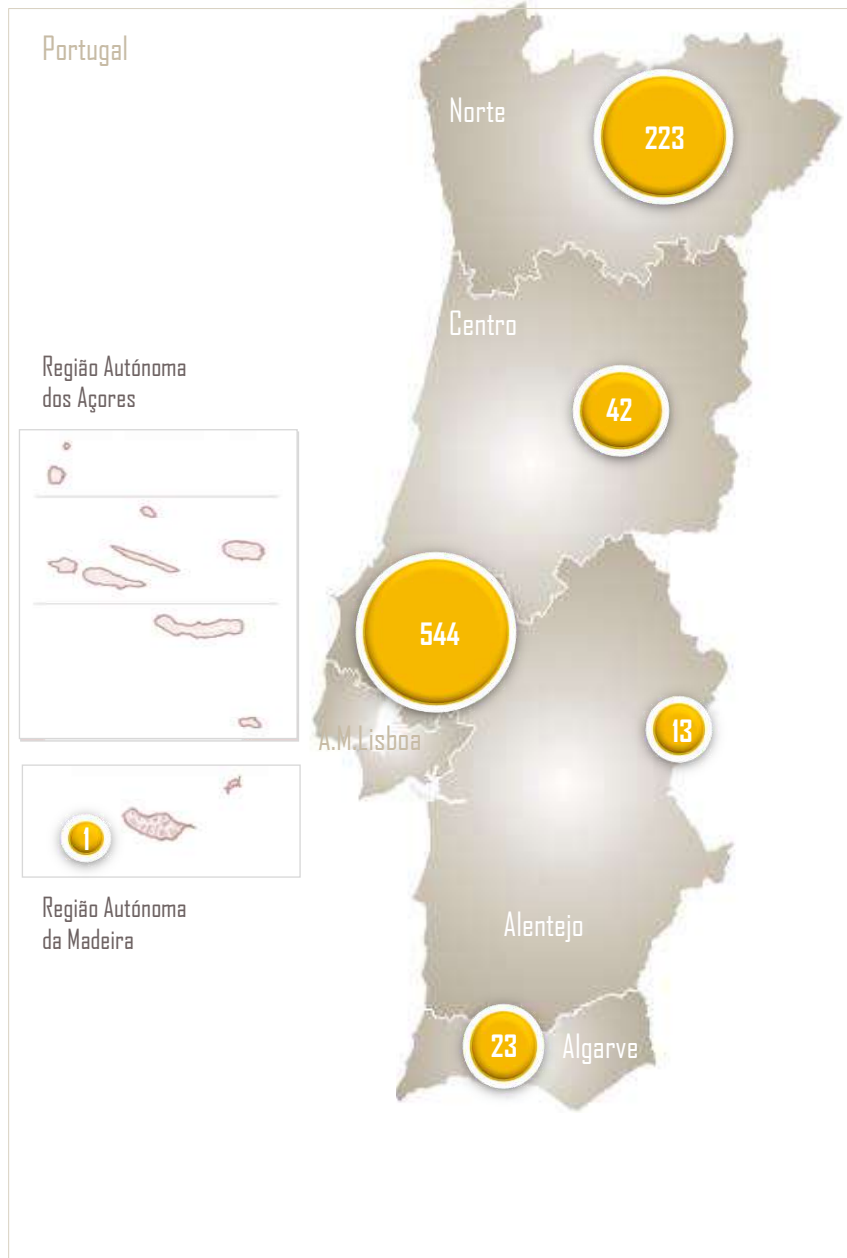 Portugal
Norte
223
Centro
Região Autónoma
dos Açores
42
544
13
A.M.Lisboa
1
Região Autónoma
da Madeira
Alentejo
23
Algarve